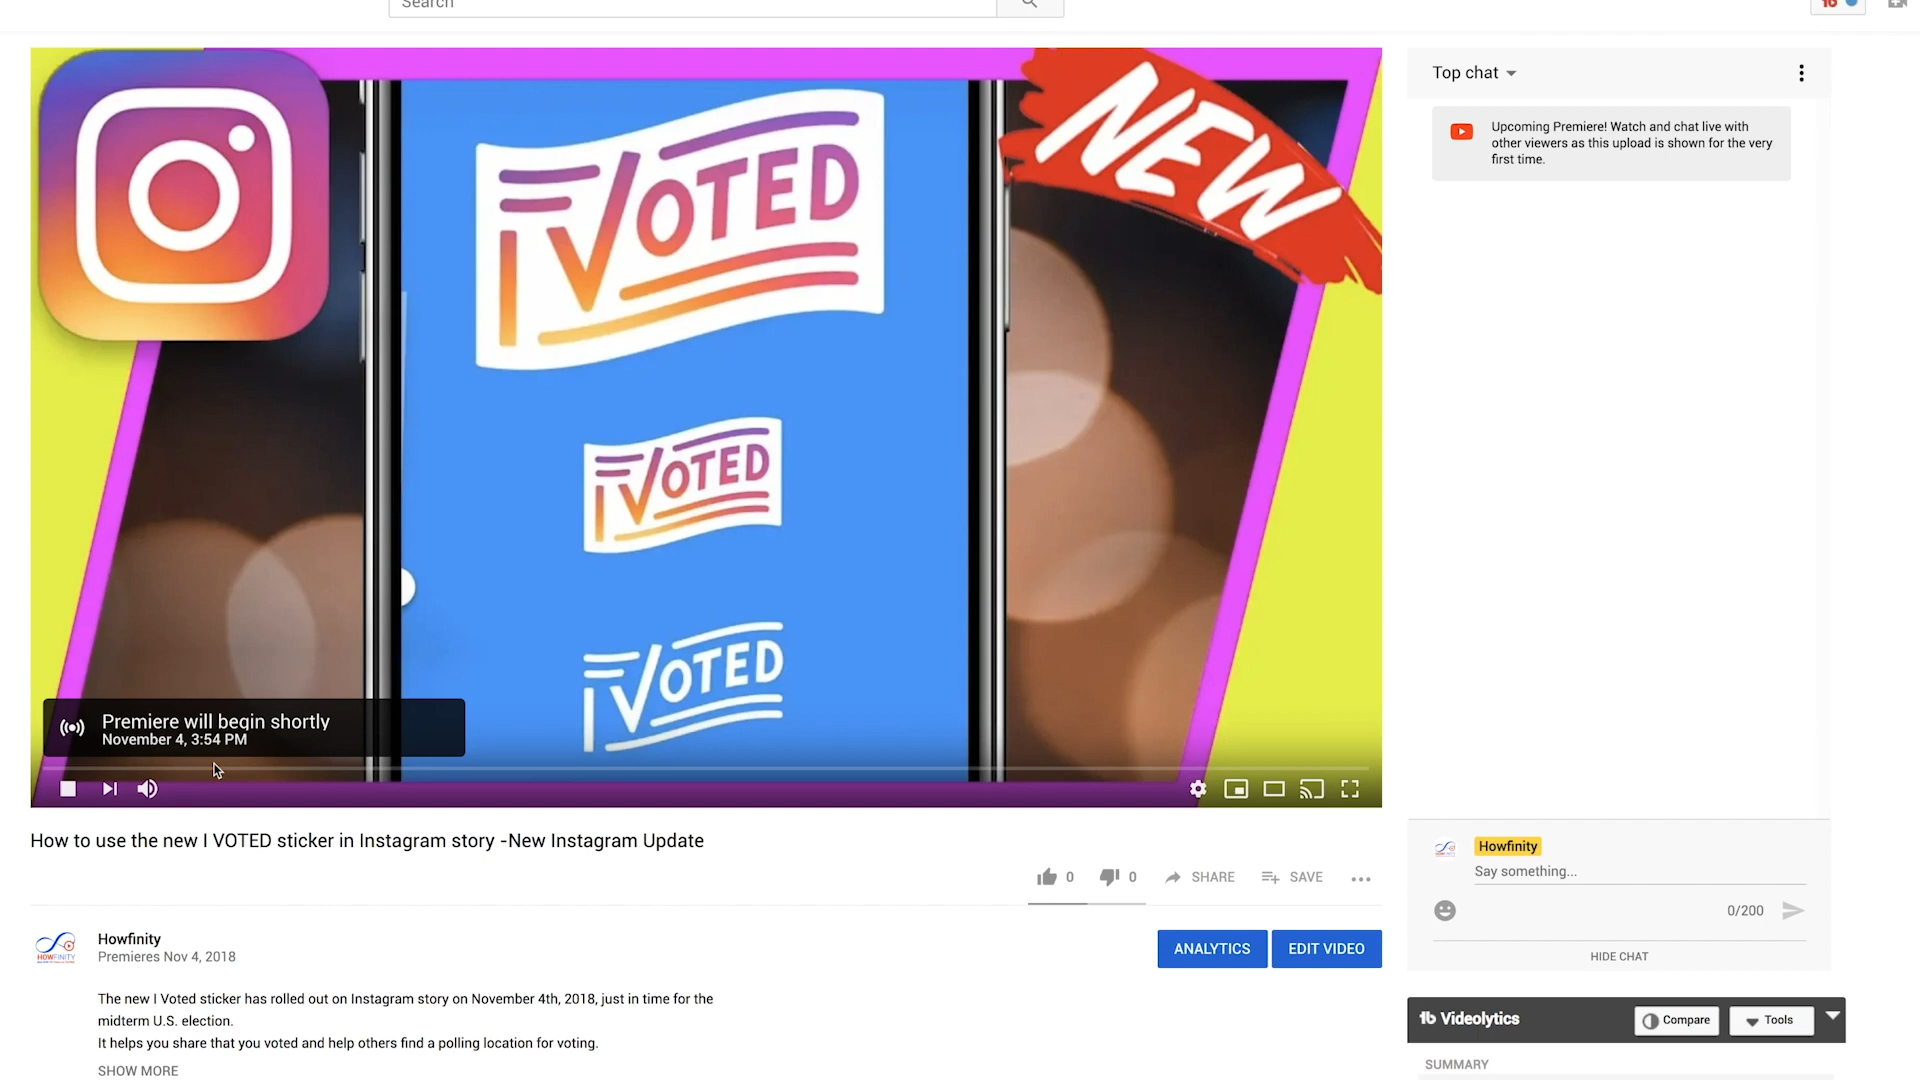 Search
Top chat
Upcoming Premiere! Watch and chat live with
other viewers as this upload is shown for the very
first time.
NEW
I VOTED
I VOTED
I VOTED
Premiere will begin shortly
November 4, 3:54 PM
How to use the new I VOTED sticker in Instagram story -New Instagram Update
0
0
SHARE
SAVE
Howfinity
Premieres Nov 4, 2018
HOWFINITY
ANALYTICS
EDIT VIDEO
The new I Voted sticker has rolled out on Instagram story on November 4th, 2018, just in time for the
midterm U.S. election.
It helps you share that you voted and help others find a polling location for voting.
SHOW MORE
Howfinity
Say something...
0/200
HIDE CHAT
Videolytics
Compare
Tools
SUMMARY